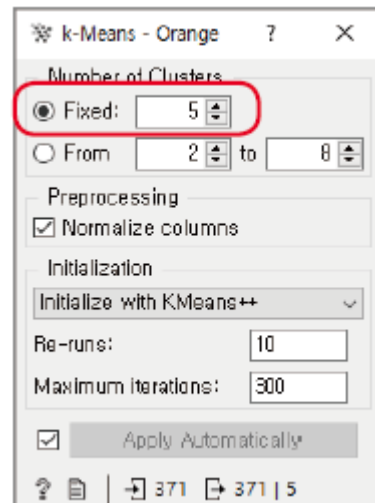 k-Means - Orange ? ×
Number of Clusters
Fixed: 5
From 2 to 8
Preprocessing
Normalize columns
Initialization
Initialize with KMeans++
Re-runs: 10
Maximum iterations: 300
Apply Automatically
? 371 371 | 5